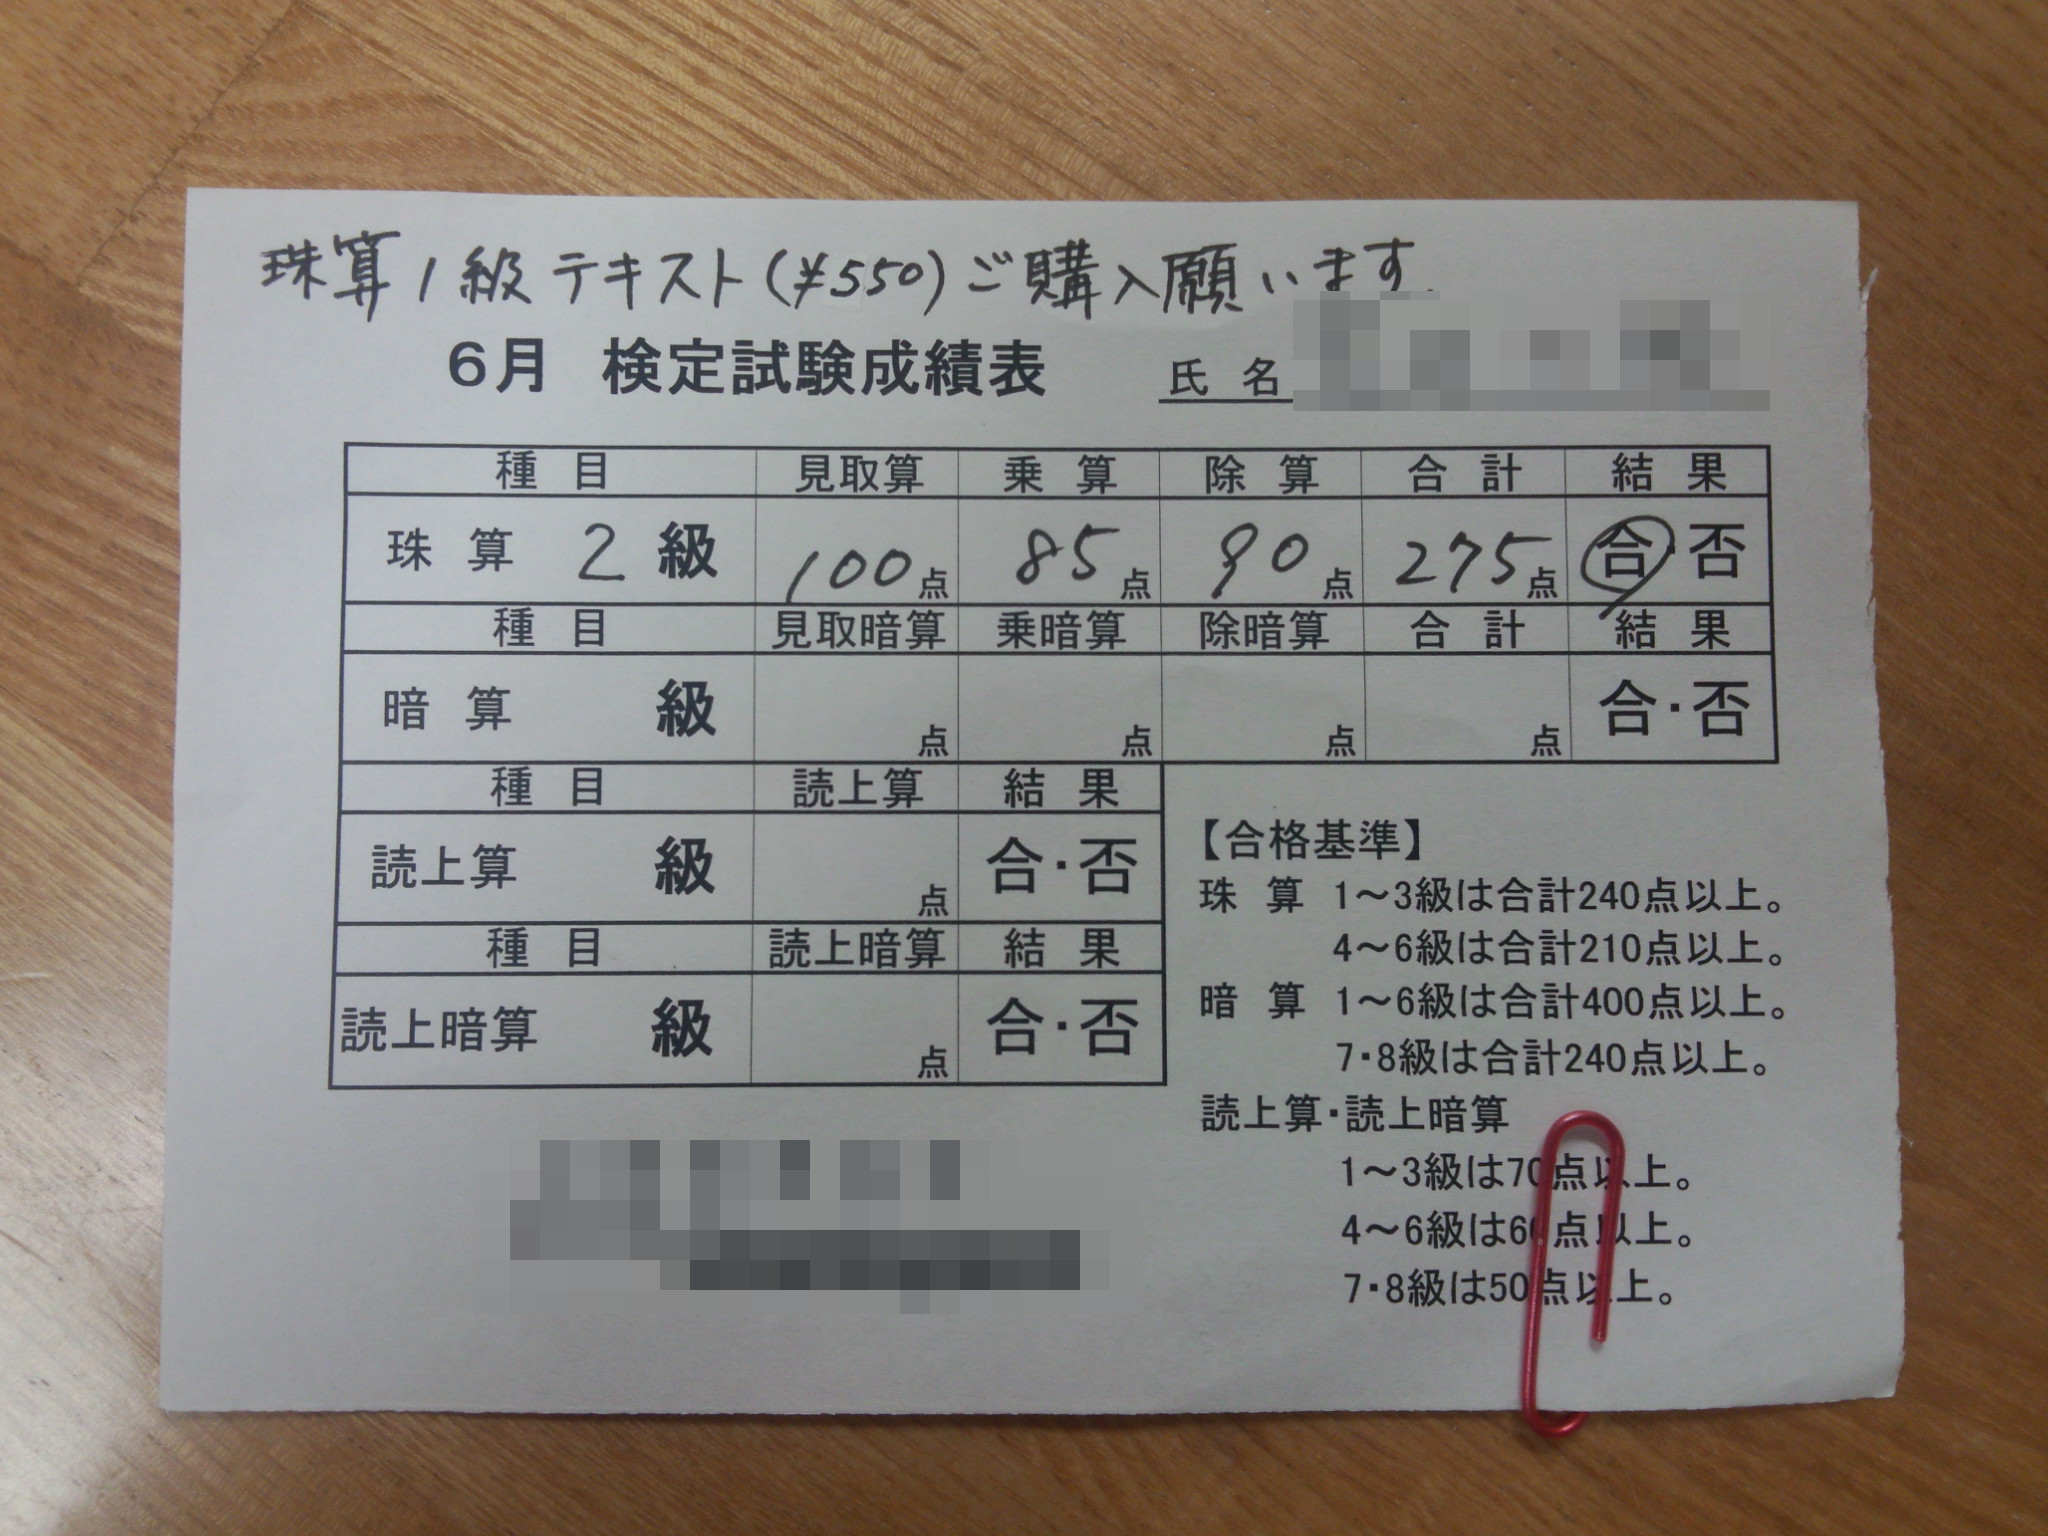 珠算1級テキスト(¥550)ご購入願います。
6月 検定試験成績表 氏名
種目 見取算 乗算 除算 合計 結果
珠算 2 級 100点 85点 90点 275点 合・否
種目 見取暗算 乗暗算 除暗算 合計 結果
暗算 級 点 点 点 点 合・否
種目 読上算 結果
読上算 級 点 合・否
種目 読上暗算 結果
読上暗算 級 点 合・否
【合格基準】
珠算 1~3級は合計240点以上。
4~6級は合計210点以上。
暗算 1~6級は合計400点以上。
7・8級は合計240点以上。
読上算・読上暗算
1~3級は70点以上。
4~6級は60点以上。
7・8級は50点以上。